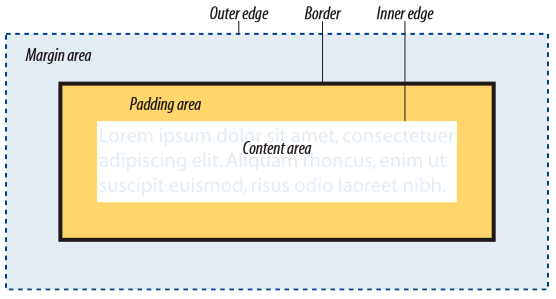 Outer edge Border Inner edge
Margin area
Padding area
Lorem ipsum dolor sit amet, consectetuer
Content area
adipiscing elit. Aliquam rhoncus, enim ut
suscipit euismod, risus odio laoreet nibh.